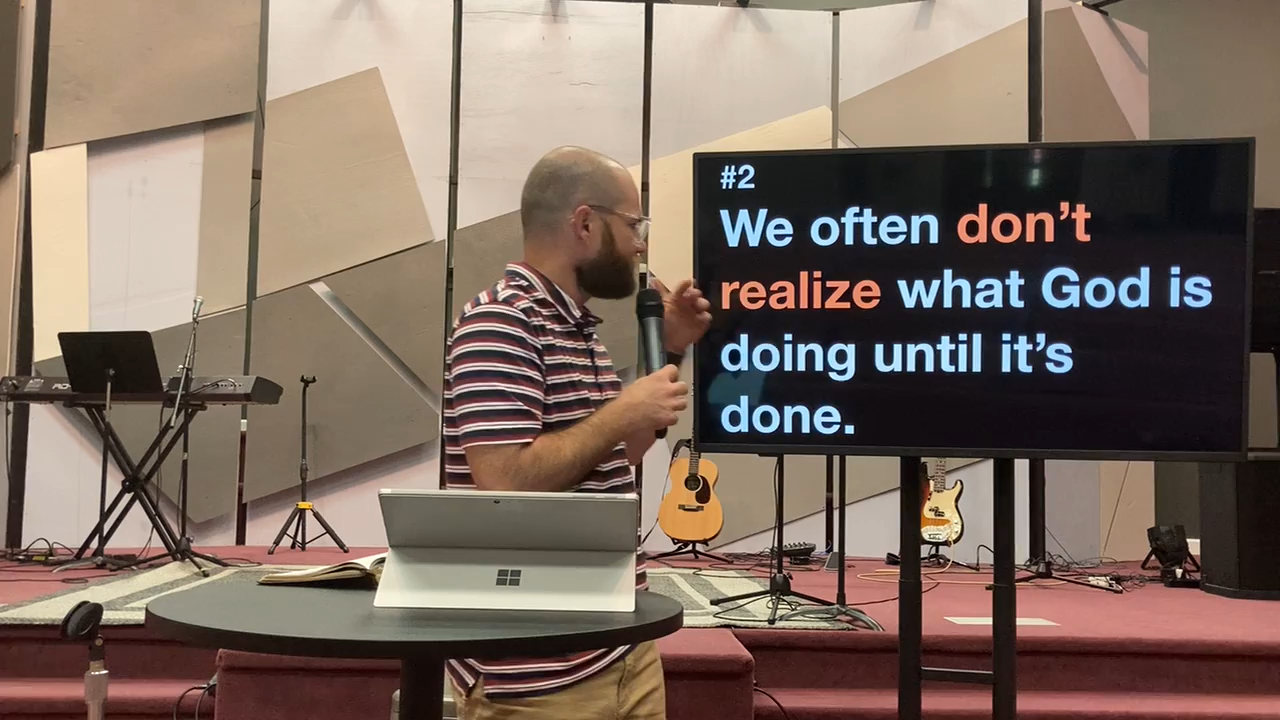 #2
We often don't
realize what God is
doing until it's
done.